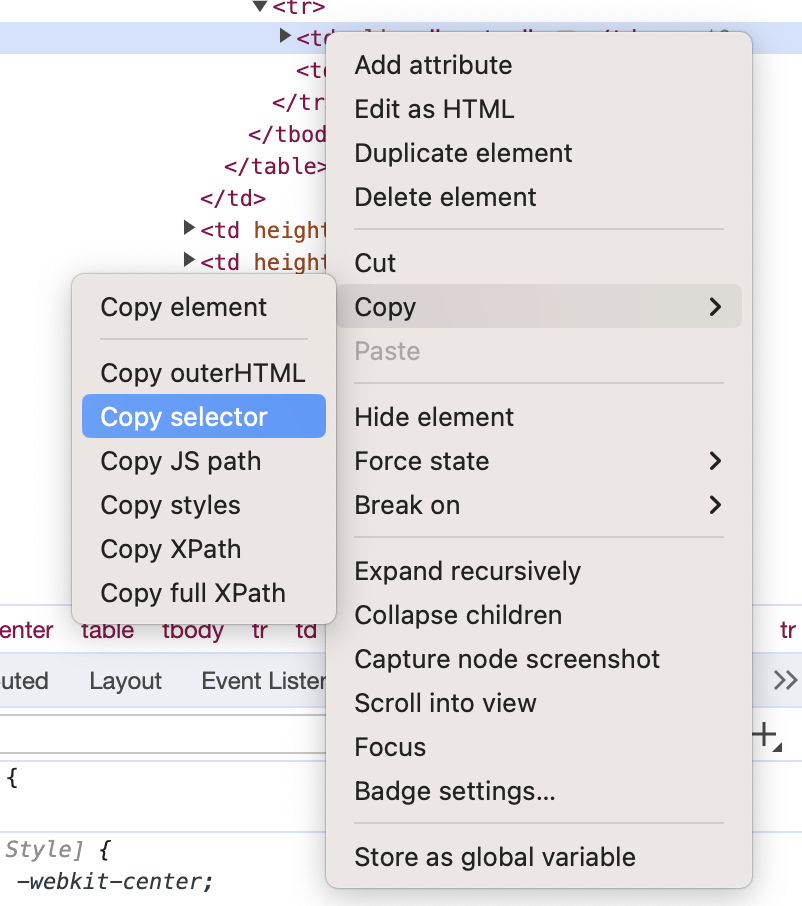 <tr>
<td
Add attribute
<td
Edit as HTML
</tr
Duplicate element
</tbod
</table>
Delete element
</td>
<td height
Cut
<td height
Copy
Copy element
Paste
Copy outerHTML
Copy selector
Hide element
Copy JS path
Force state
Copy styles
Break on
Copy XPath
Copy full XPath
Expand recursively
Collapse children
enter table tbody tr td tr
Capture node screenshot
uted Layout Event Listen
Scroll into view
Focus
{
Badge settings...
Style] {
Store as global variable
-webkit-center;